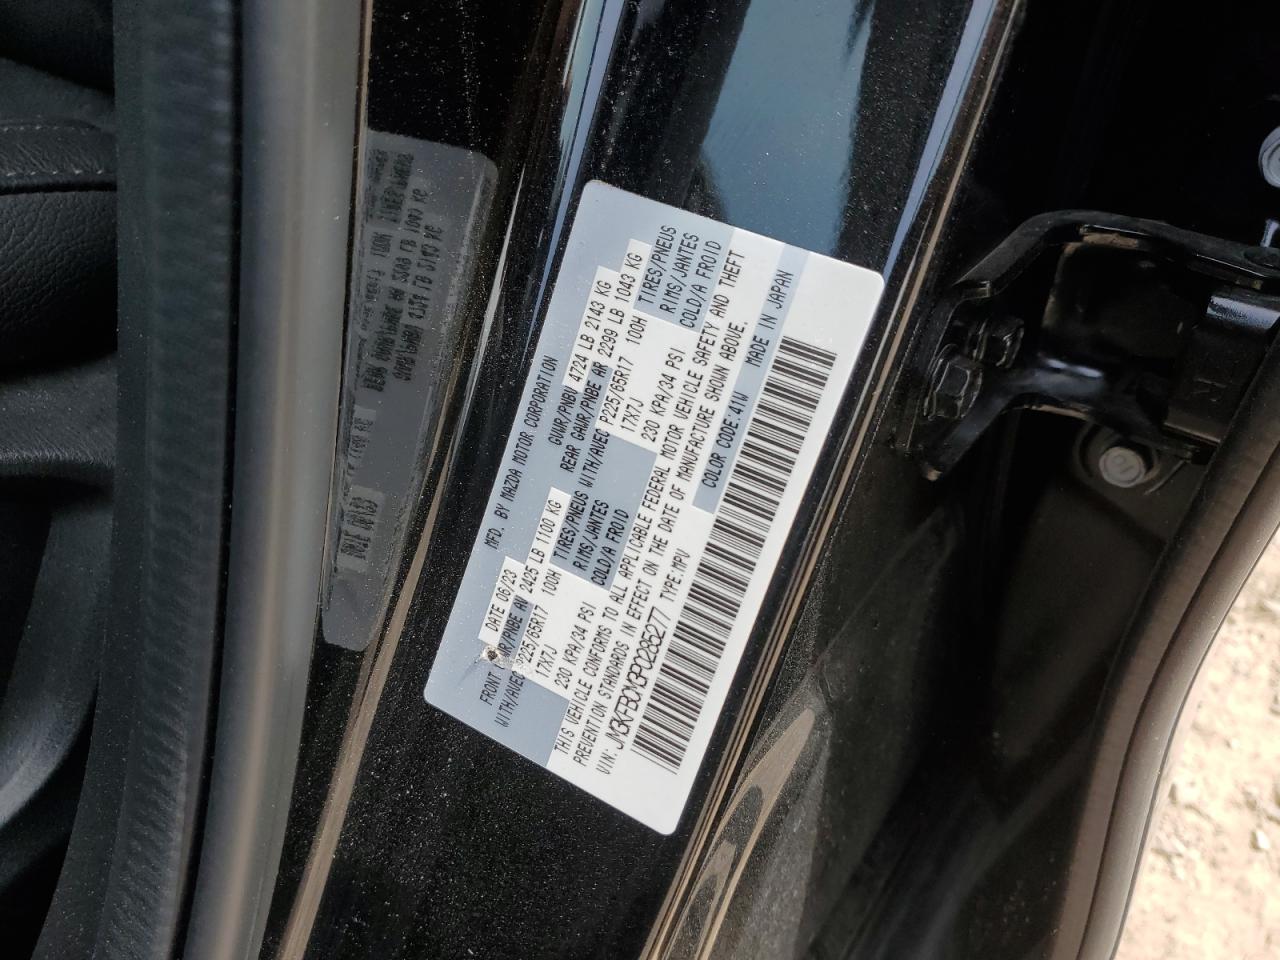 MFD. BY MAZDA MOTOR CORPORATION
DATE 06/23 GVWR/PNBV 4724 LB 2143 KG
FRONT GAWR/PNBE AV 2425 LB 1100 KG REAR GAWR/PNBE AR 2299 LB 1043 KG
WITH/AVEC P225/65R17 100H TIRES/PNEUS WITH/AVEC P225/65R17 100H TIRES/PNEUS
17X7J RIMS/JANTES 17X7J RIMS/JANTES
230 KPA/34 PSI COLD/A FROID 230 KPA/34 PSI COLD/A FROID
THIS VEHICLE CONFORMS TO ALL APPLICABLE FEDERAL MOTOR VEHICLE SAFETY AND THEFT
PREVENTION STANDARDS IN EFFECT ON THE DATE OF MANUFACTURE SHOWN ABOVE.
VIN: JM3KFBCM3P0285277 TYPE:MPV COLOR CODE:41W MADE IN JAPAN